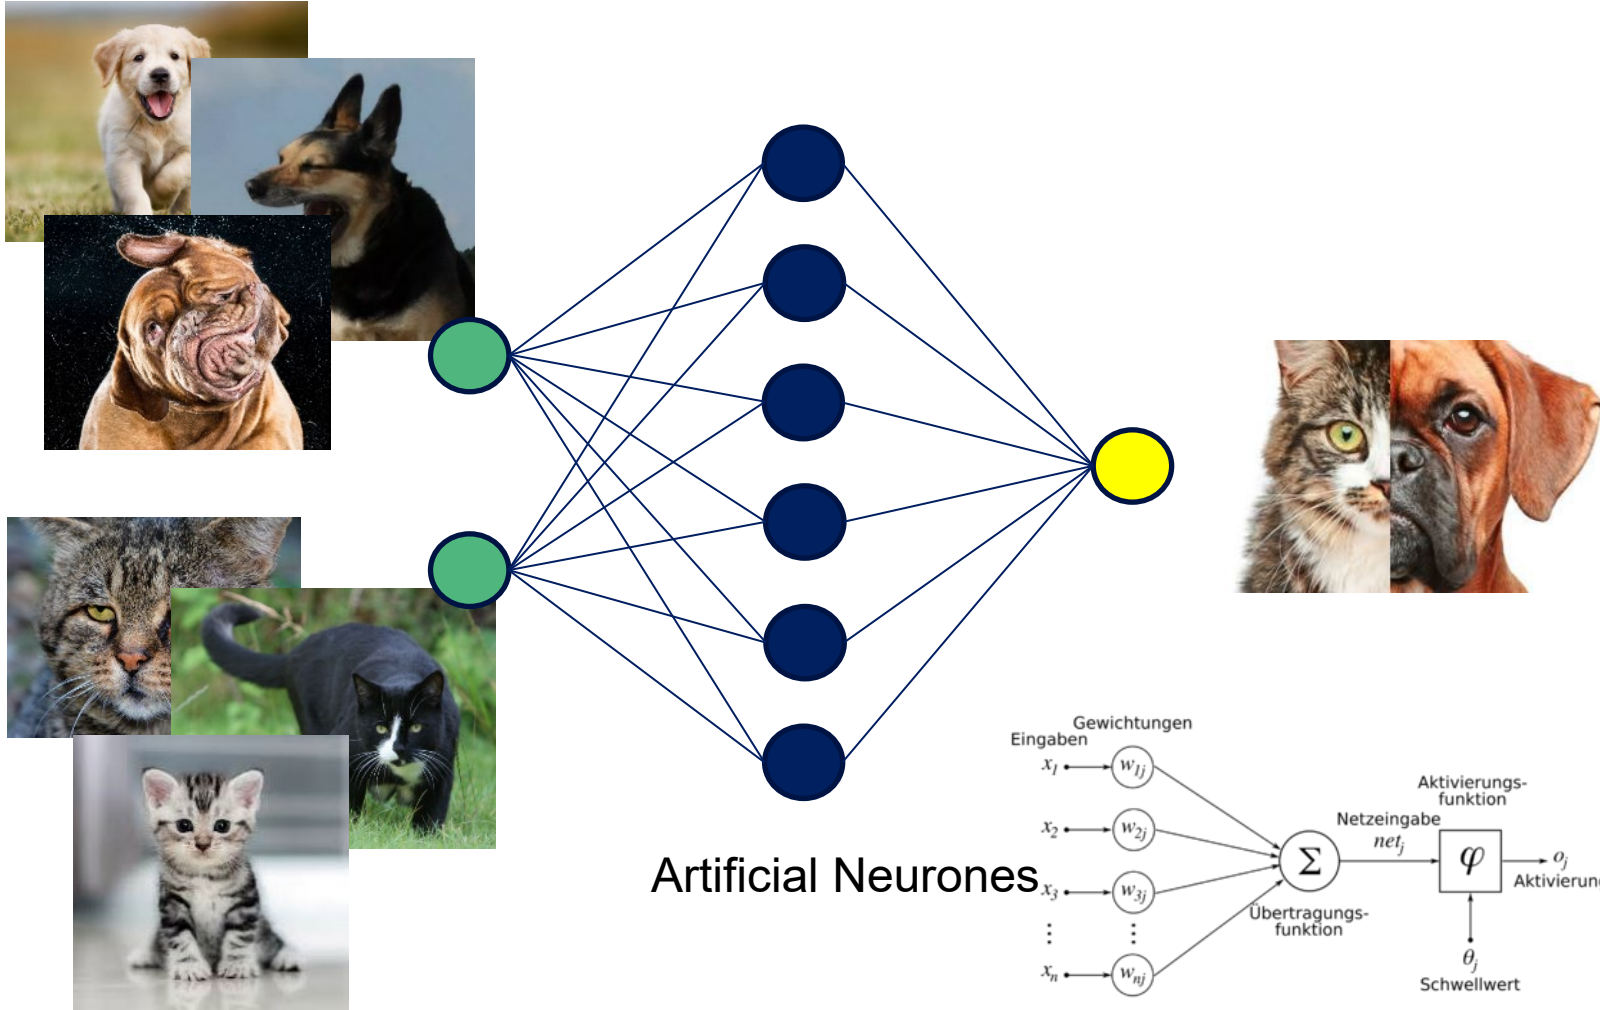 Artificial Neurones
Gewichtungen
Eingaben
x₁
w₁ⱼ
x₂
w₂ⱼ
x₃
w₃ⱼ
⋮
⋮
xₙ
wₙⱼ
Σ
Übertragungs-
funktion
Netzeingabe
netⱼ
Aktivierungs-
funktion
φ
oⱼ
Aktivierung
θⱼ
Schwellwert